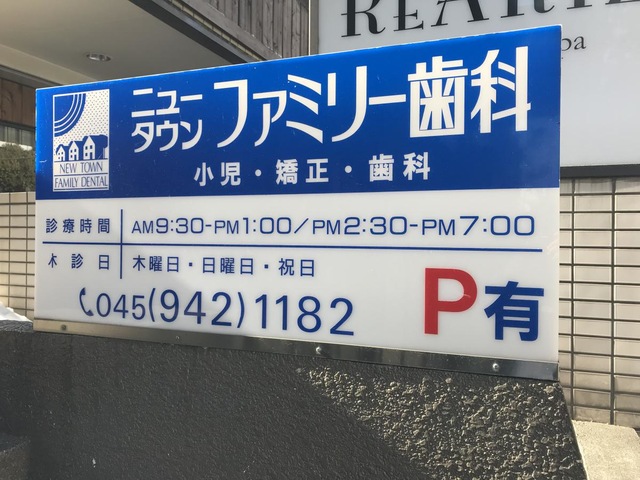 REARIE
pa
ニュータウン ファミリー歯科
NEW TOWN
FAMILY DENTAL
小児・矯正・歯科
診療時間 AM9:30-PM1:00/PM2:30-PM7:00
休診日 木曜日・日曜日・祝日
045(942)1182
P有